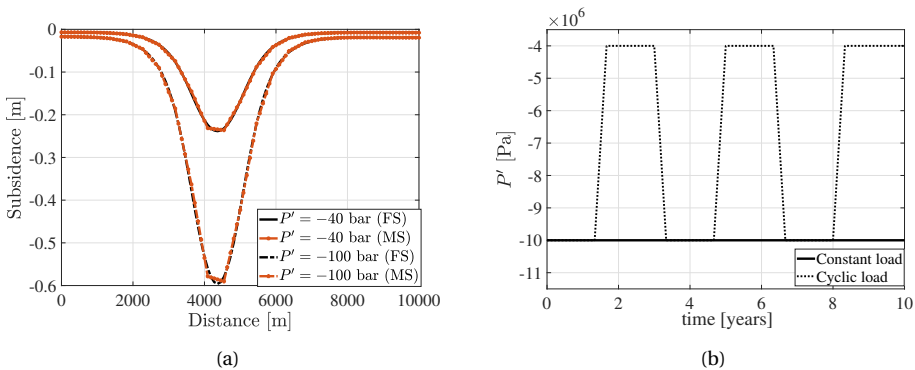 0
-0.1
-0.2
-0.3
-0.4
-0.5
-0.6
Subsidence [m]
P′ = −40 bar (FS)
P′ = −40 bar (MS)
P′ = −100 bar (FS)
P′ = −100 bar (MS)
0 2000 4000 6000 8000 10000
Distance [m]
(a)
×10⁶
-4
-5
-6
-7
-8
-9
-10
-11
P′ [Pa]
Constant load
Cyclic load
0 2 4 6 8 10
time [years]
(b)